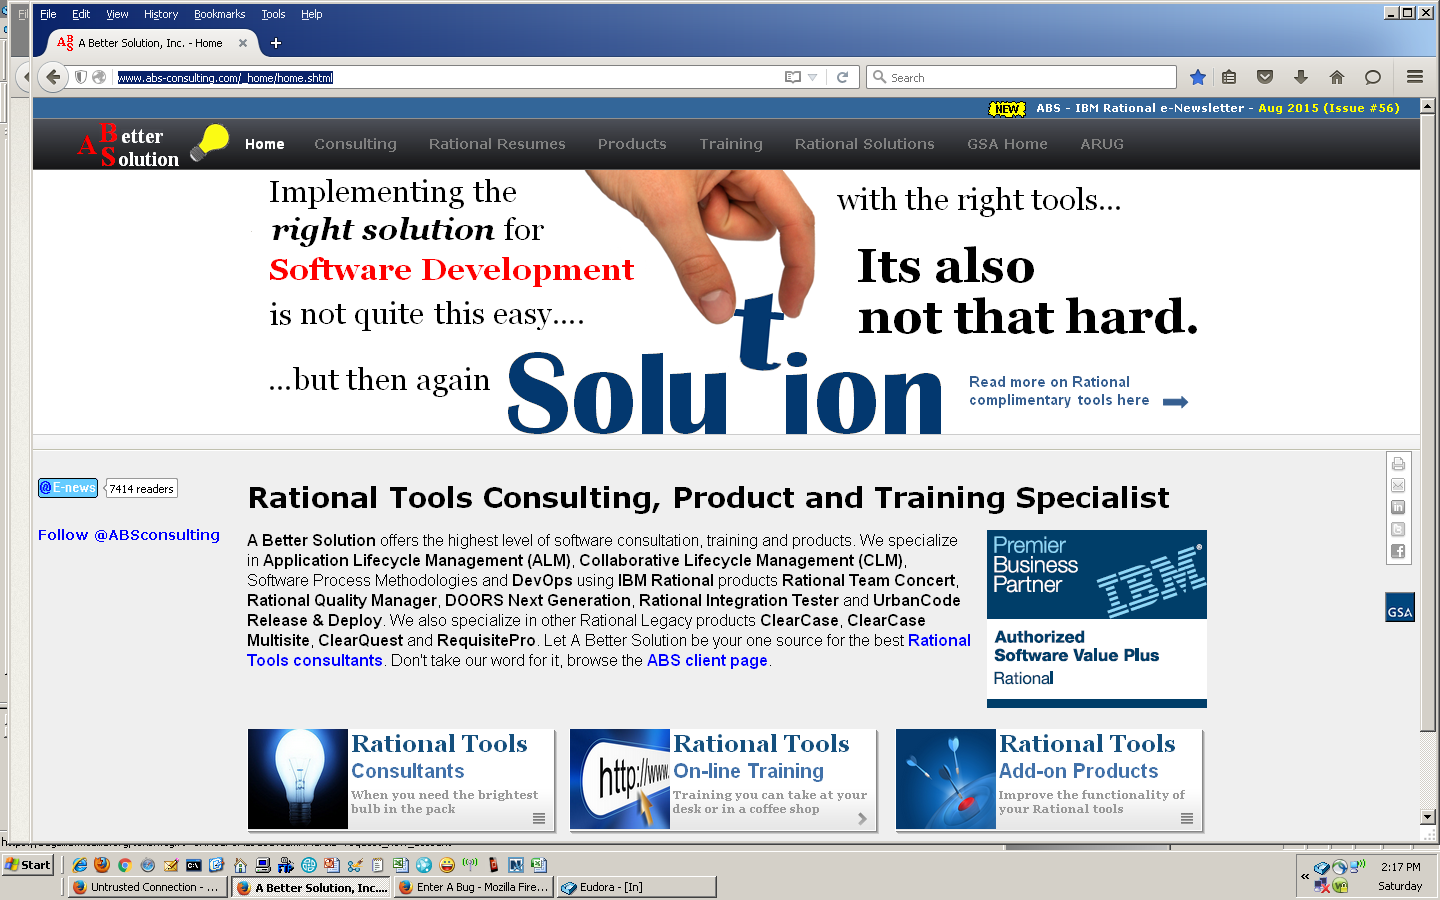 File Edit View History Bookmarks Tools Help
A Better Solution, Inc. - Home
www.abs-consulting.com/_home/home.shtml
Search
NEW ABS - IBM Rational e-Newsletter - Aug 2015 (Issue #56)
A Better Solution
Home Consulting Rational Resumes Products Training Rational Solutions GSA Home ARUG
Implementing the
right solution for
Software Development
is not quite this easy....
...but then again
Solution
with the right tools...
Its also
not that hard.
Read more on Rational
complimentary tools here
@E-news 7414 readers
Follow @ABSconsulting
Rational Tools Consulting, Product and Training Specialist
A Better Solution offers the highest level of software consultation, training and products. We specialize
in Application Lifecycle Management (ALM), Collaborative Lifecycle Management (CLM),
Software Process Methodologies and DevOps using IBM Rational products Rational Team Concert,
Rational Quality Manager, DOORS Next Generation, Rational Integration Tester and UrbanCode
Release & Deploy. We also specialize in other Rational Legacy products ClearCase, ClearCase
Multisite, ClearQuest and RequisitePro. Let A Better Solution be your one source for the best Rational
Tools consultants. Don't take our word for it, browse the ABS client page.
Premier
Business
Partner
IBM®
Authorized
Software Value Plus
Rational
GSA
Rational Tools
Consultants
When you need the brightest
bulb in the pack
http://www.
Rational Tools
On-line Training
Training you can take at your
desk or in a coffee shop
Rational Tools
Add-on Products
Improve the functionality of
your Rational tools
Start
Untrusted Connection - ...
A Better Solution, Inc....
Enter A Bug - Mozilla Fire...
Eudora - [In]
2:17 PM
Saturday